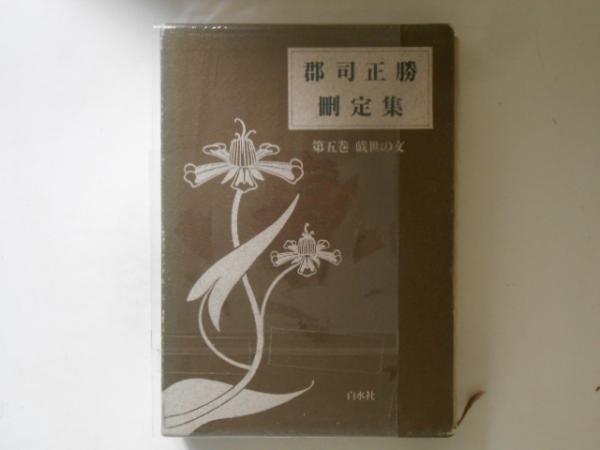 郡司正勝
刪定集
第五巻 戯世の文
白水社